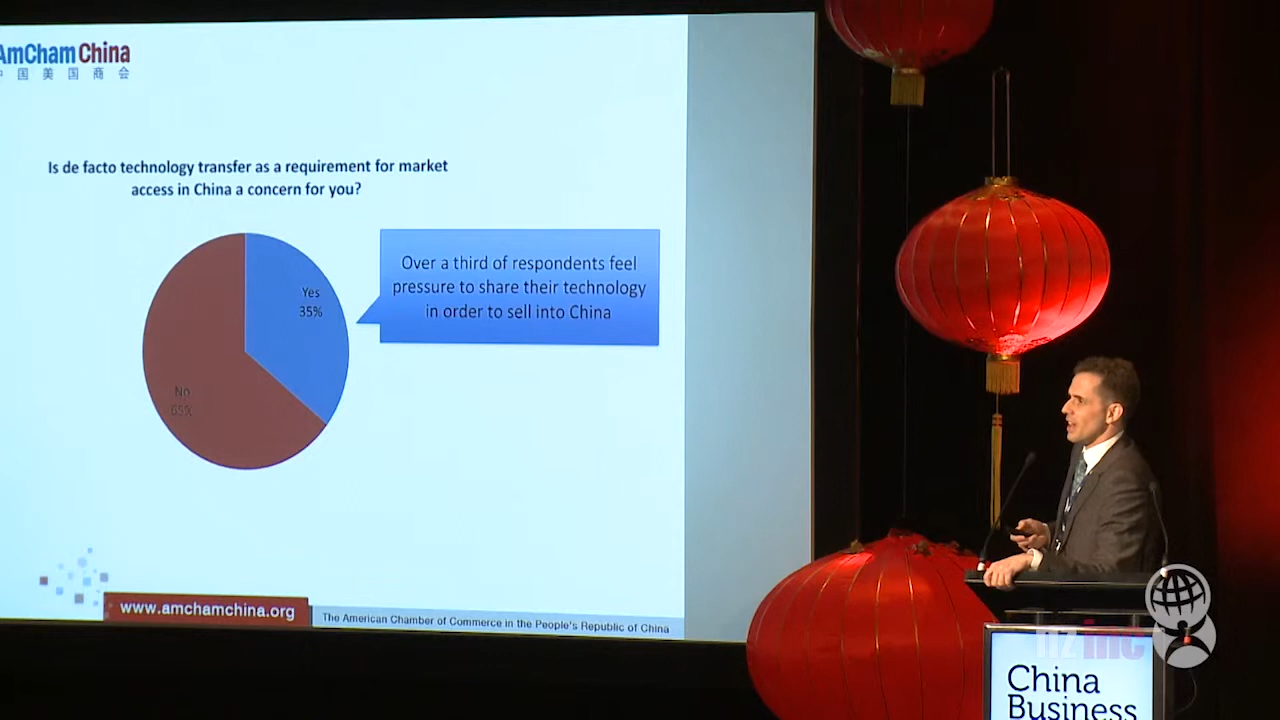 AmCham China
中国美国商会
Is de facto technology transfer as a requirement for market
access in China a concern for you?
Yes
35%
Over a third of respondents feel
pressure to share their technology
in order to sell into China
No
65%
www.amchamchina.org
The American Chamber of Commerce in the People's Republic of China
nz inc
China
Business